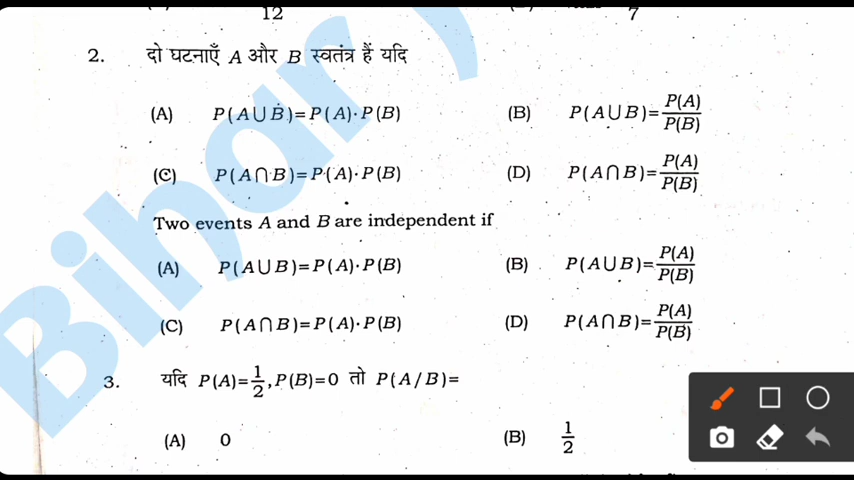 12
7
2. दो घटनाएँ A और B स्वतंत्र हैं यदि
(A) P(A∪B)=P(A)·P(B) (B) P(A∪B)=P(A)/P(B)
(C) P(A∩B)=P(A)·P(B) (D) P(A∩B)=P(A)/P(B)
Two events A and B are independent if
(A) P(A∪B)=P(A)·P(B) (B) P(A∪B)=P(A)/P(B)
(C) P(A∩B)=P(A)·P(B) (D) P(A∩B)=P(A)/P(B)
3. यदि P(A)=1/2, P(B)=0 तो P(A/B)=
(A) 0 (B) 1/2
Bihar